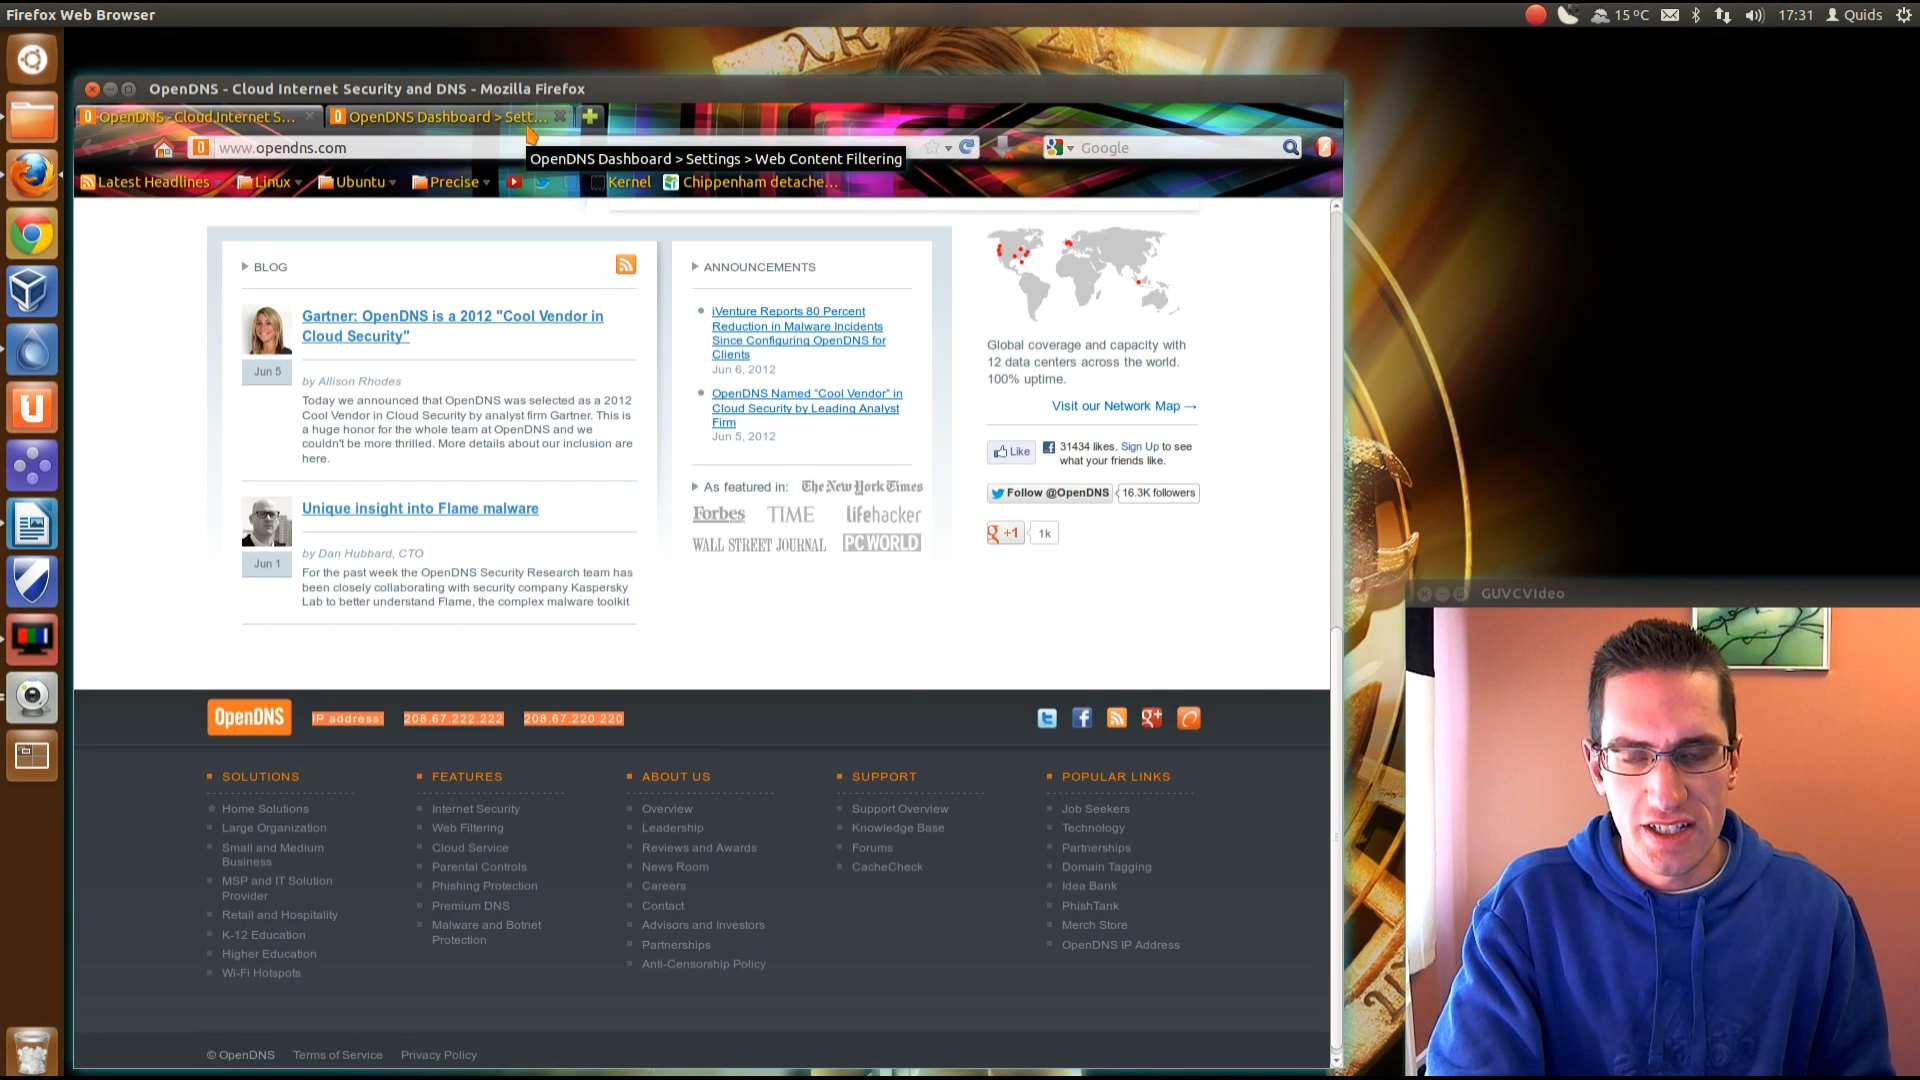 Firefox Web Browser
15 °C
17:31
Quids
OpenDNS - Cloud Internet Security and DNS - Mozilla Firefox
OpenDNS - Cloud Internet S...
OpenDNS Dashboard > Sett...
www.opendns.com
Google
OpenDNS Dashboard > Settings > Web Content Filtering
Latest Headlines
Linux
Ubuntu
Precise
Kernel
Chippenham detache...
BLOG
Gartner: OpenDNS is a 2012 "Cool Vendor in
Cloud Security"
Jun 5
by Allison Rhodes
Today we announced that OpenDNS was selected as a 2012
Cool Vendor in Cloud Security by analyst firm Gartner. This is
a huge honor for the whole team at OpenDNS and we
couldn't be more thrilled. More details about our inclusion are
here.
Unique insight into Flame malware
Jun 1
by Dan Hubbard, CTO
For the past week the OpenDNS Security Research team has
been closely collaborating with security company Kaspersky
Lab to better understand Flame, the complex malware toolkit
ANNOUNCEMENTS
iVenture Reports 80 Percent
Reduction in Malware Incidents
Since Configuring OpenDNS for
Clients
Jun 6, 2012
OpenDNS Named "Cool Vendor" in
Cloud Security by Leading Analyst
Firm
Jun 5, 2012
As featured in:
The New York Times
Forbes
TIME
lifehacker
WALL STREET JOURNAL
PCWORLD
Global coverage and capacity with
12 data centers across the world.
100% uptime.
Visit our Network Map →
Like
31434 likes. Sign Up to see
what your friends like.
Follow @OpenDNS
16.3K followers
+1
1k
GUVCVIdeo
OpenDNS
IP address:
208.67.222.222
208.67.220.220
SOLUTIONS
Home Solutions
Large Organization
Small and Medium
Business
MSP and IT Solution
Provider
Retail and Hospitality
K-12 Education
Higher Education
Wi-Fi Hotspots
FEATURES
Internet Security
Web Filtering
Cloud Service
Parental Controls
Phishing Protection
Premium DNS
Malware and Botnet
Protection
ABOUT US
Overview
Leadership
Reviews and Awards
News Room
Careers
Contact
Advisors and Investors
Partnerships
Anti-Censorship Policy
SUPPORT
Support Overview
Knowledge Base
Forums
CacheCheck
POPULAR LINKS
Job Seekers
Technology
Partnerships
Domain Tagging
Idea Bank
PhishTank
Merch Store
OpenDNS IP Address
© OpenDNS
Terms of Service
Privacy Policy